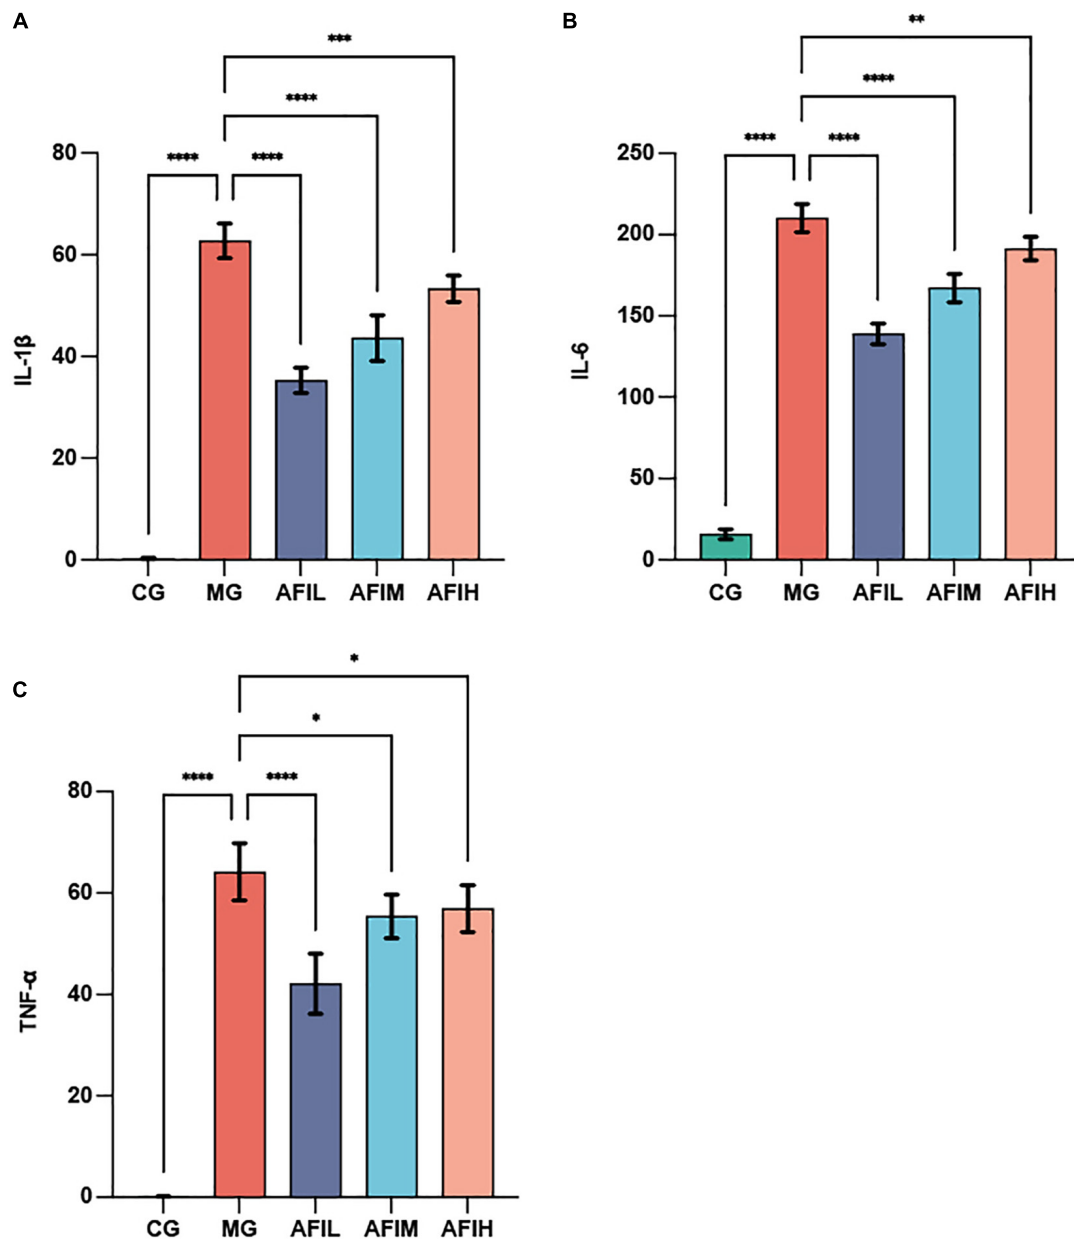 A
***
****
**** ****
80
60
40
20
0
IL-1β
CG MG AFIL AFIM AFIH
B
**
****
**** ****
250
200
150
100
50
0
IL-6
CG MG AFIL AFIM AFIH
C
*
*
**** ****
80
60
40
20
0
TNF-α
CG MG AFIL AFIM AFIH